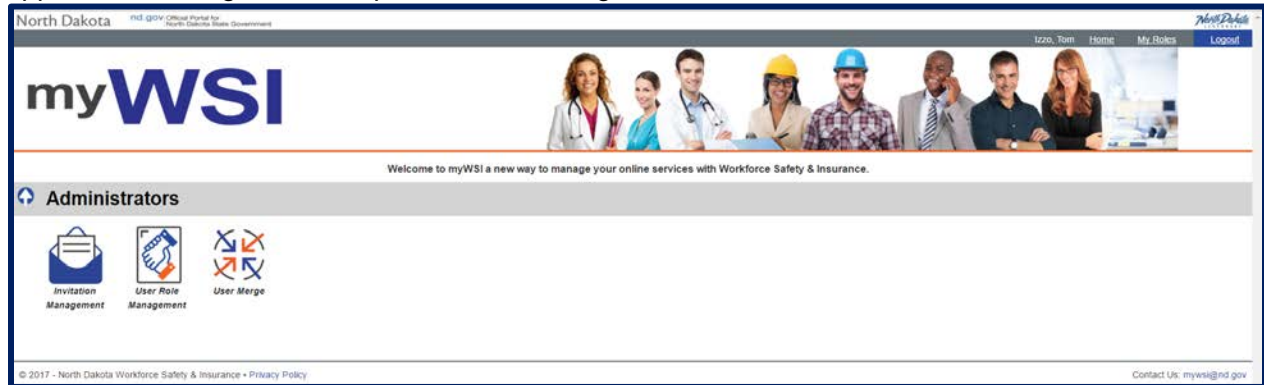 North Dakota
nd.gov Official Portal for
North Dakota State Government
North Dakota
Izzo, Tom Home My Roles Logout
myWSI
Welcome to myWSI a new way to manage your online services with Workforce Safety & Insurance.
Administrators
Invitation Management
User Role Management
User Merge
© 2017 - North Dakota Workforce Safety & Insurance • Privacy Policy
Contact Us: mywsi@nd.gov